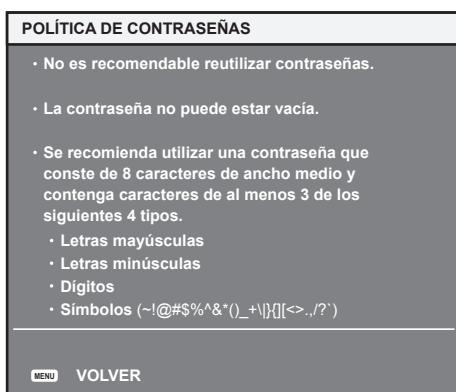 POLÍTICA DE CONTRASEÑAS
・No es recomendable reutilizar contraseñas.
・La contraseña no puede estar vacía.
・Se recomienda utilizar una contraseña que
conste de 8 caracteres de ancho medio y
contenga caracteres de al menos 3 de los
siguientes 4 tipos.
・Letras mayúsculas
・Letras minúsculas
・Dígitos
・Símbolos (~!@#$%^&*()_+\|}{][<>.,/?`)
MENU VOLVER